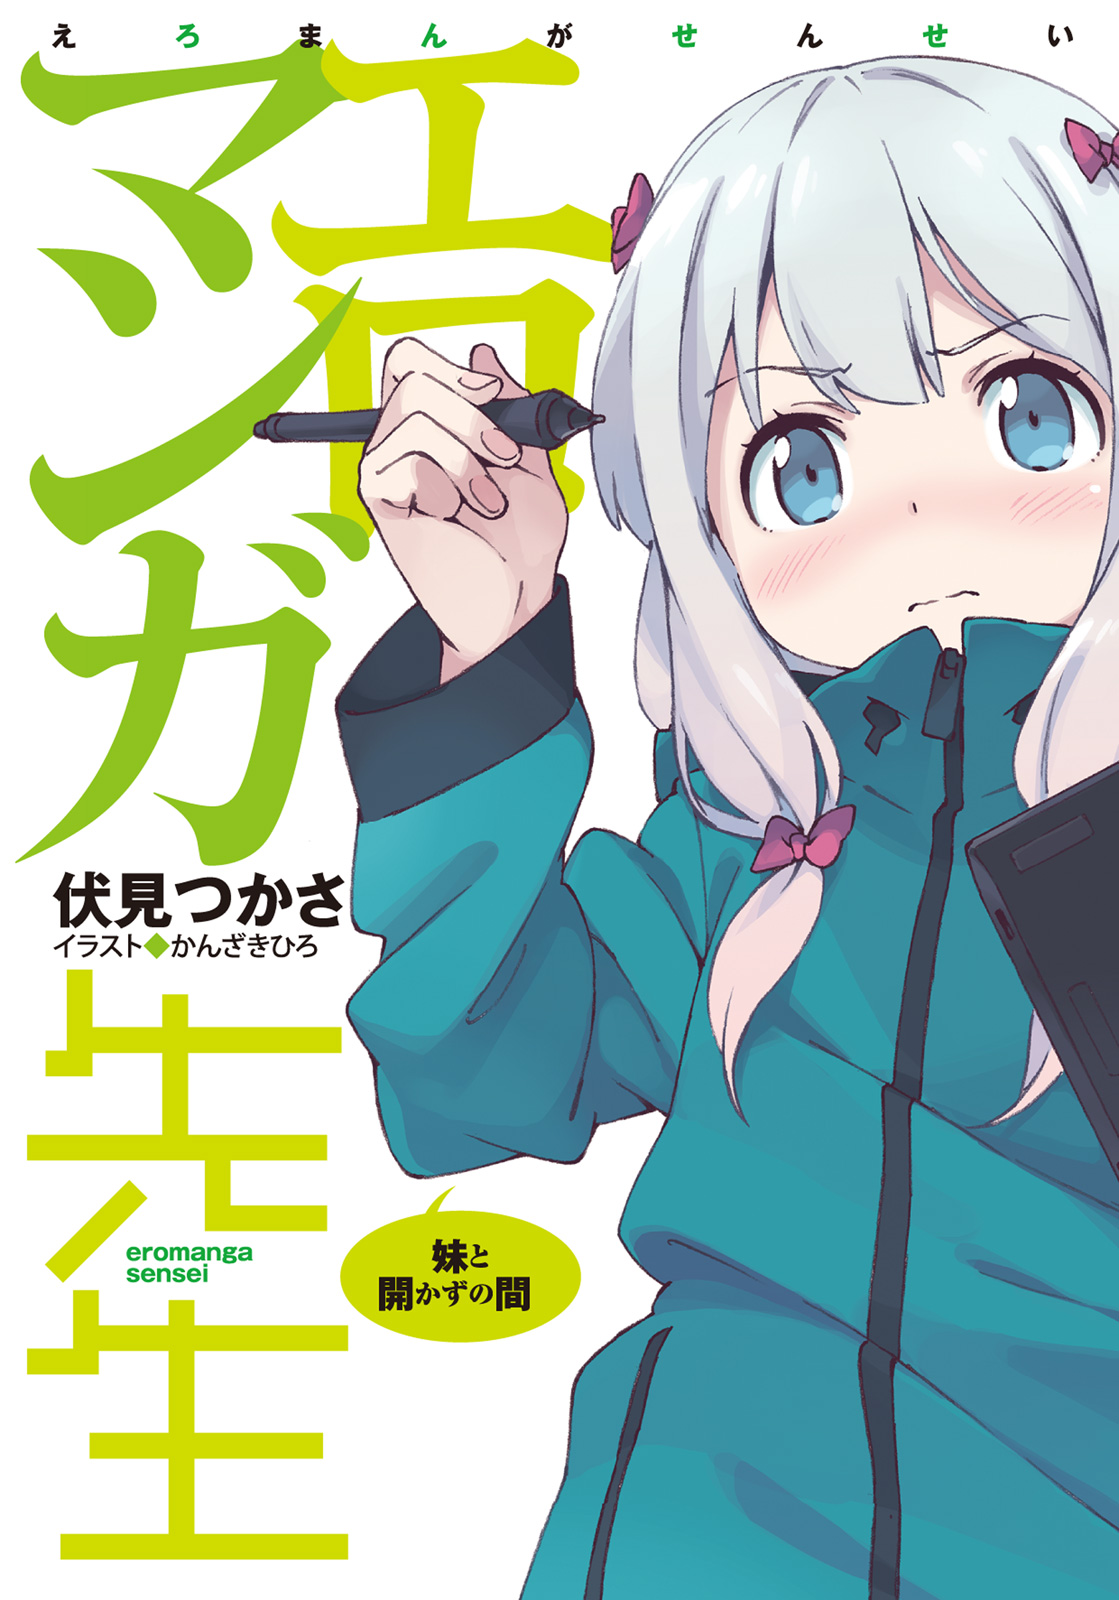 えろまんがせんせい
エロ
マンガ
先生
伏見つかさ
イラスト◆かんざきひろ
eromanga
sensei
妹と
開かずの間